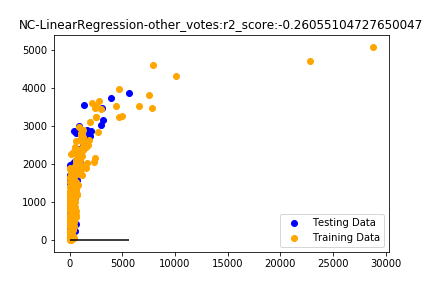 NC-LinearRegression-other_votes:r2_score:-0.26055104727650047
5000
4000
3000
2000
1000
0
Testing Data
Training Data
0 5000 10000 15000 20000 25000 30000